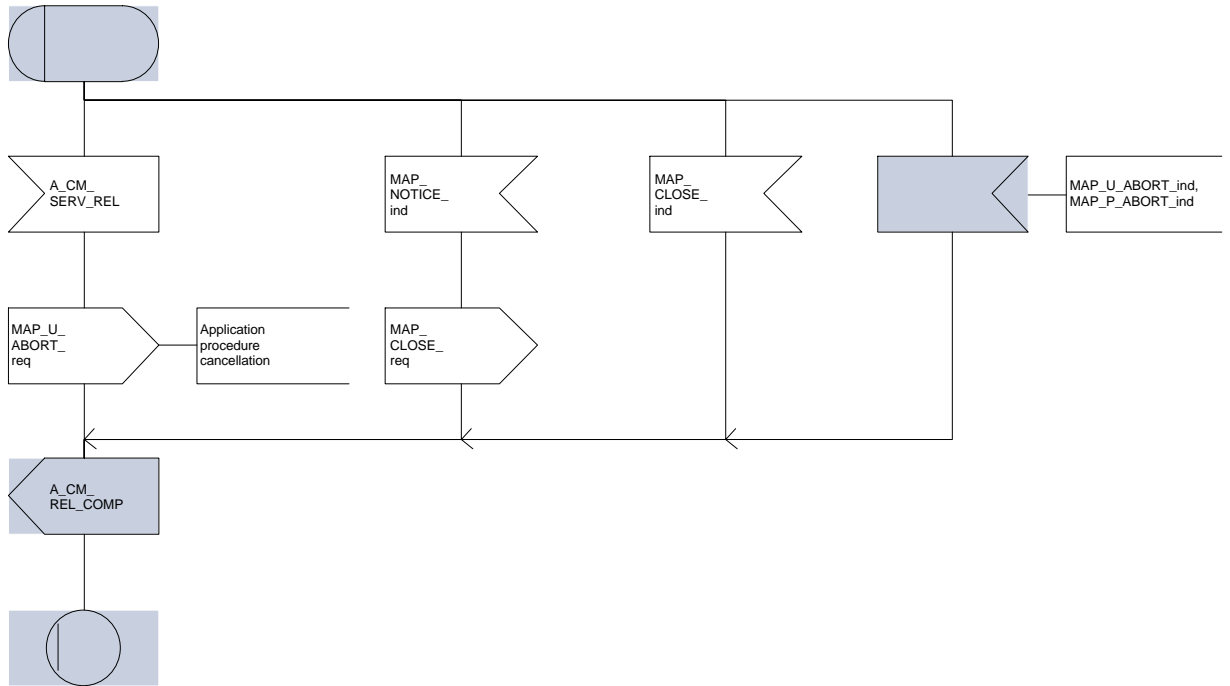 A_CM_
SERV_REL
MAP_
NOTICE_
ind
MAP_
CLOSE_
ind
MAP_U_ABORT_ind,
MAP_P_ABORT_ind
MAP_U_
ABORT_
req
Application
procedure
cancellation
MAP_
CLOSE_
req
A_CM_
REL_COMP